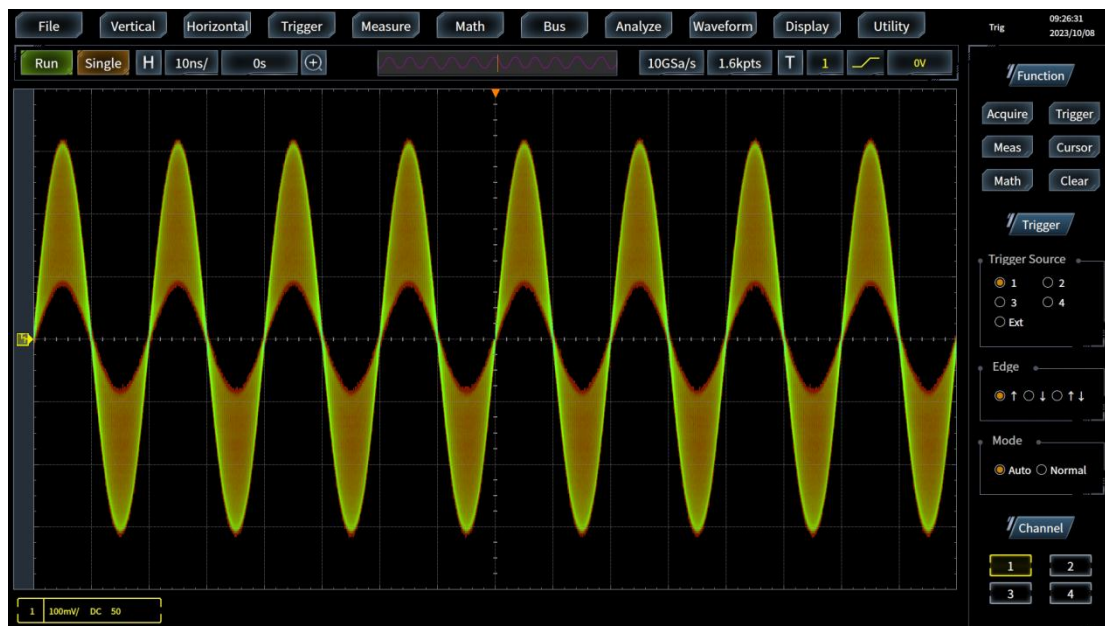 File Vertical Horizontal Trigger Measure Math Bus Analyze Waveform Display Utility Trig 09:26:31
2023/10/08
Run Single H 10ns/ 0s 10GSa/s 1.6kpts T 1 0V
Function
Acquire Trigger
Meas Cursor
Math Clear
Trigger
Trigger Source
1 2
3 4
Ext
Edge
↑ ↓ ↑↓
Mode
Auto Normal
Channel
1 2
3 4
1 100mV/ DC 50